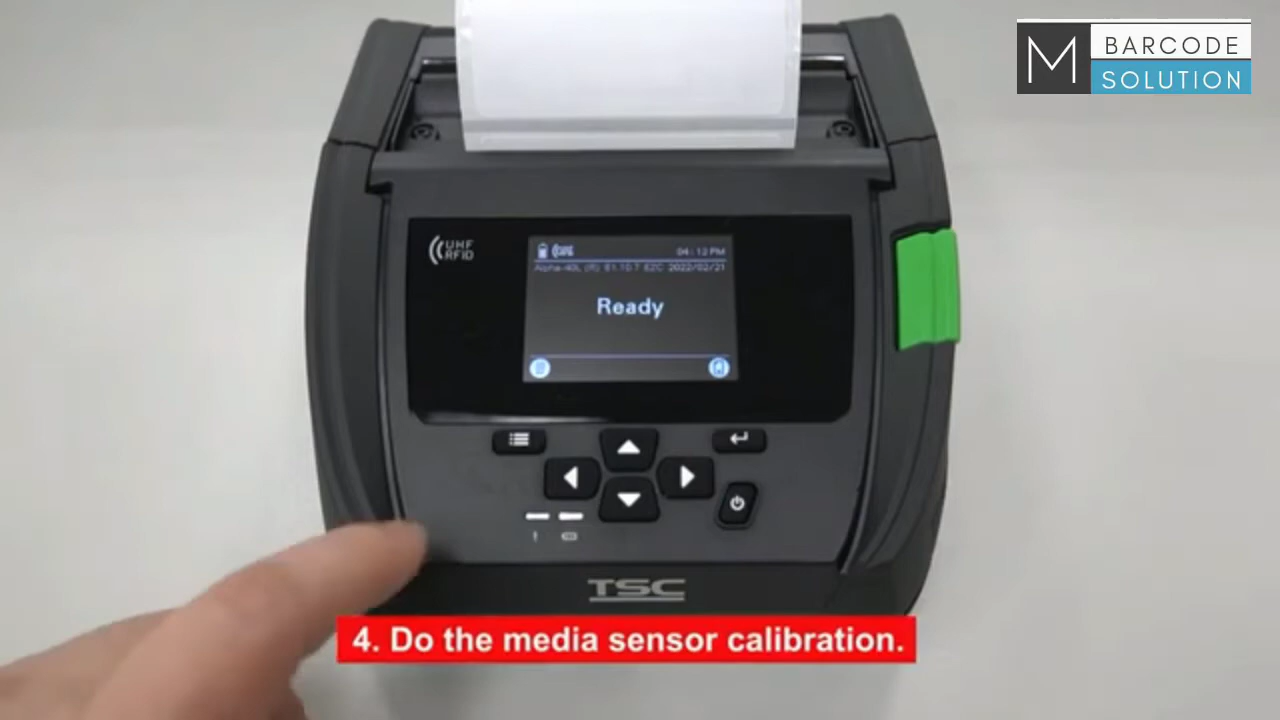 M
BARCODE
SOLUTION
UHF
RFID
04:12 PM
2022/02/21
Ready
TSC
4. Do the media sensor calibration.